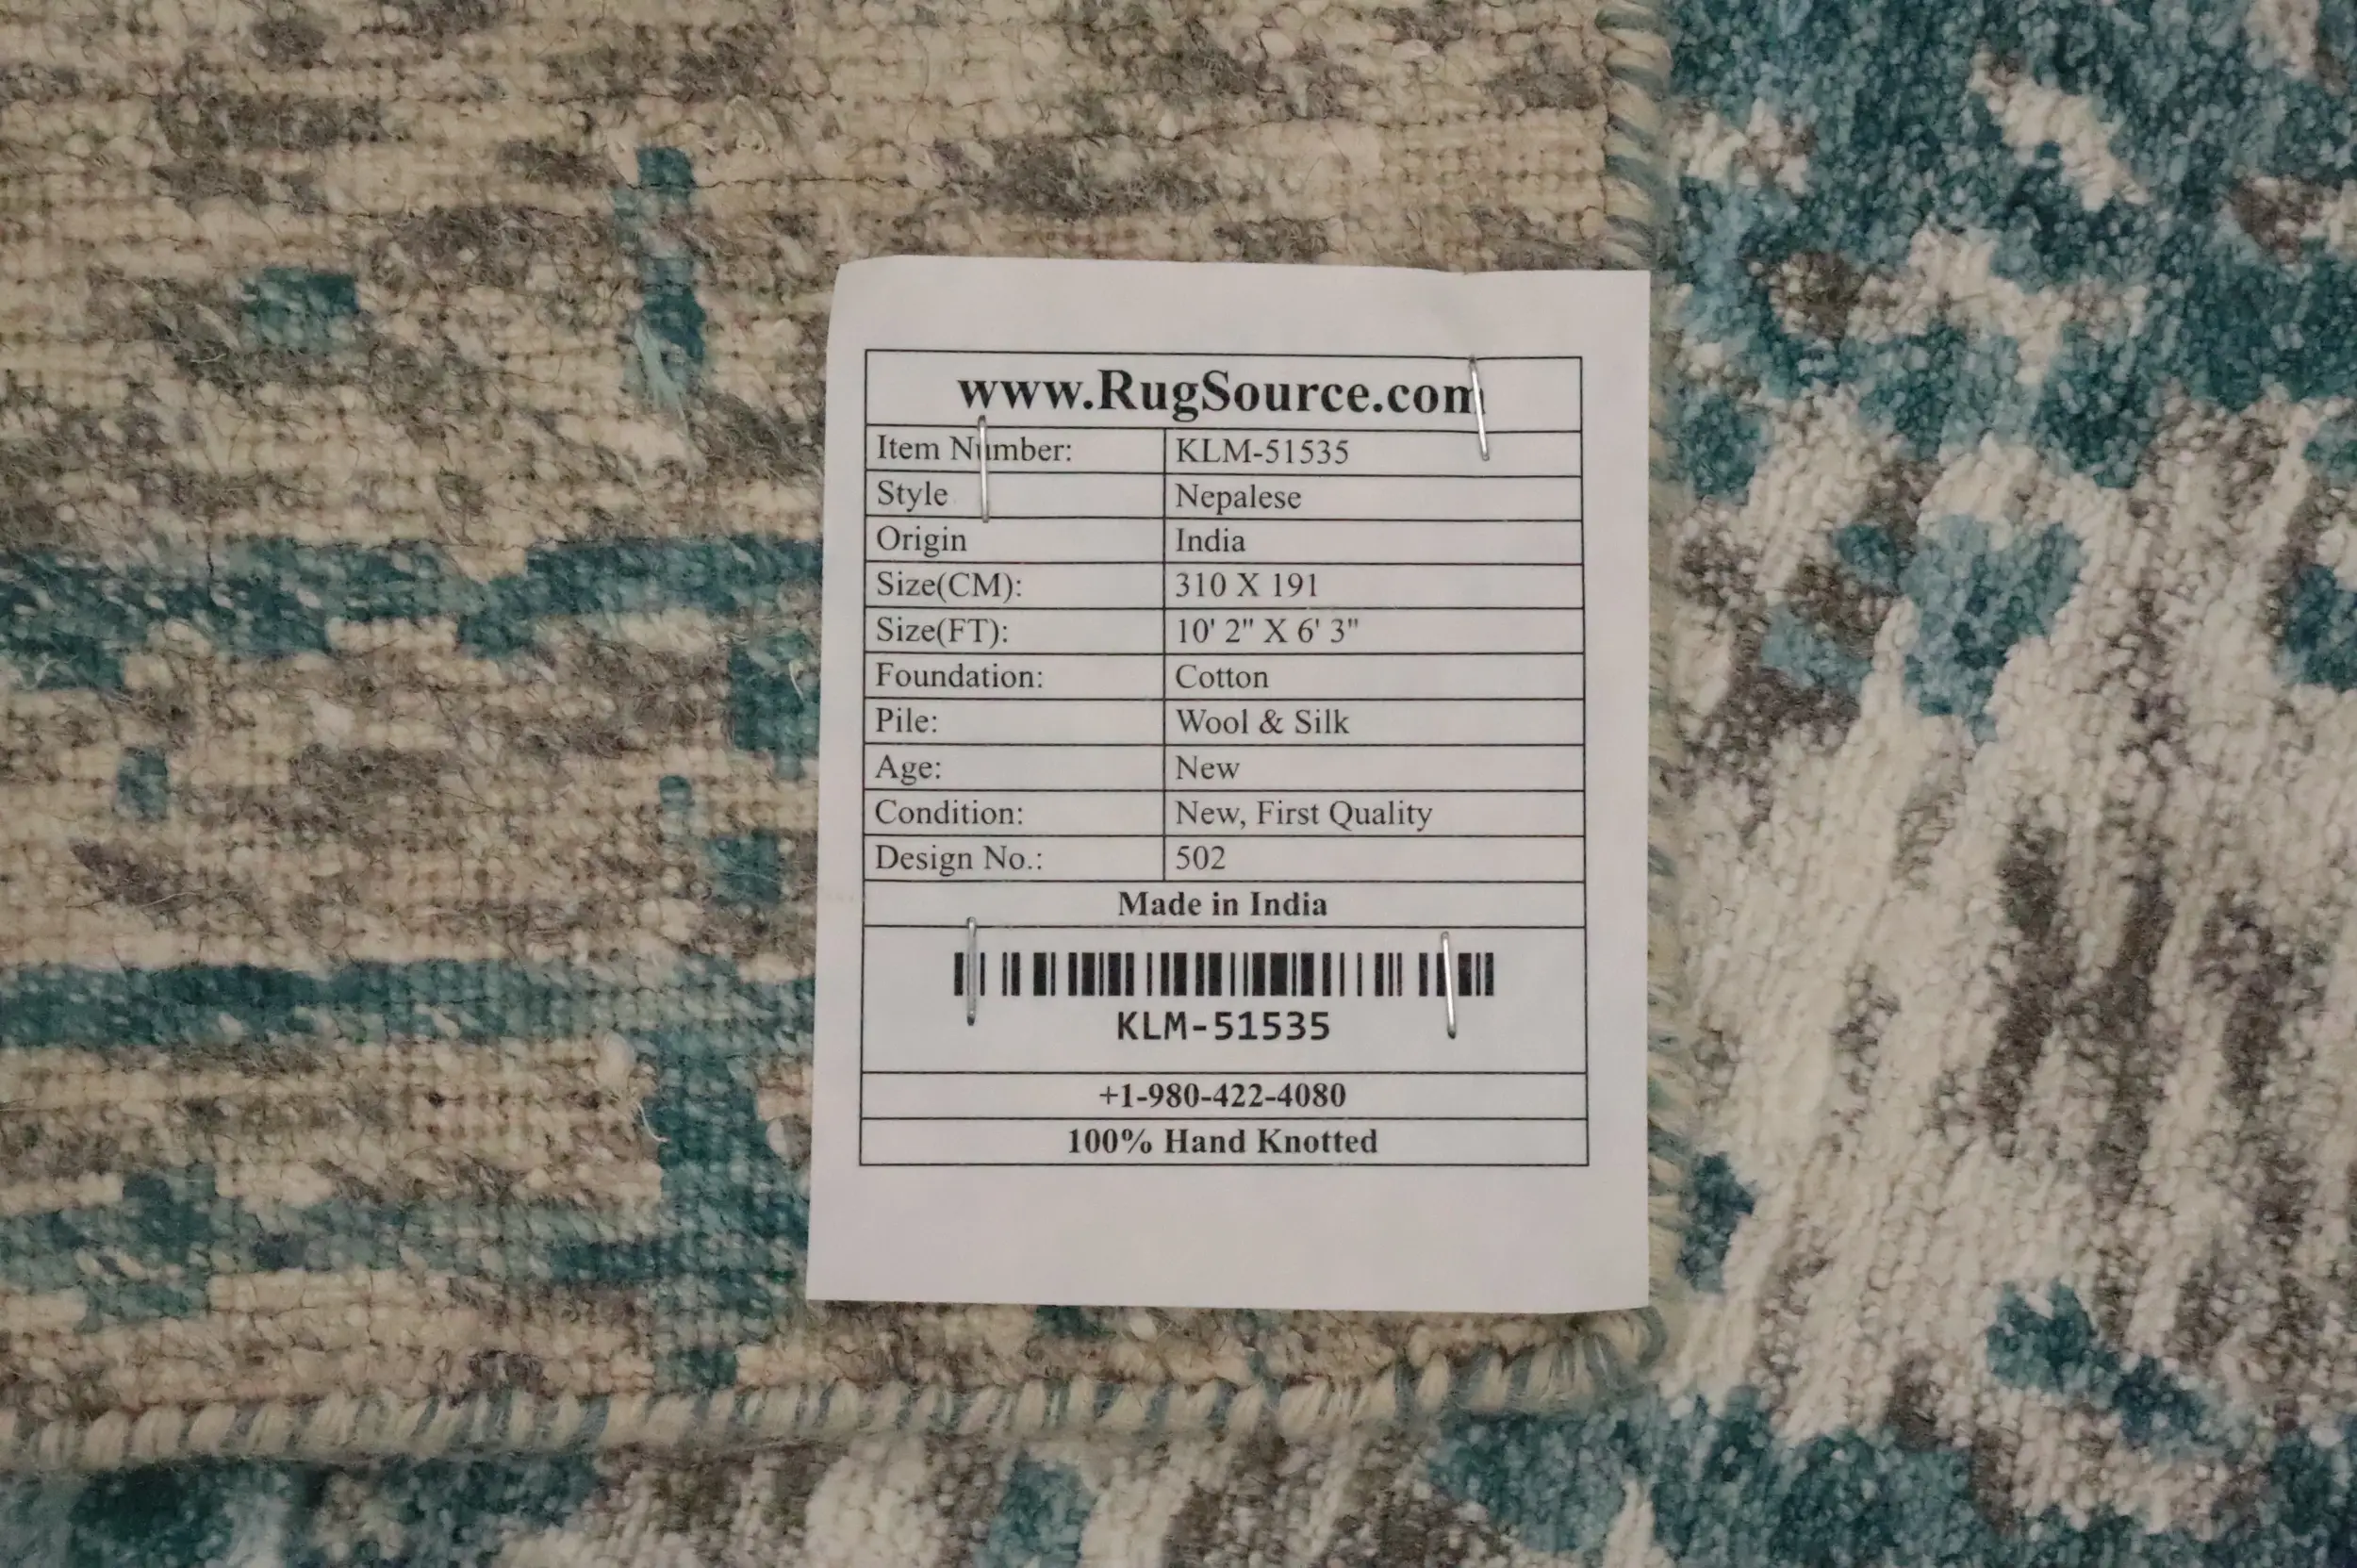 www.RugSource.com
Item Number: KLM-51535
Style Nepalese
Origin India
Size(CM): 310 X 191
Size(FT): 10' 2" X 6' 3"
Foundation: Cotton
Pile: Wool & Silk
Age: New
Condition: New, First Quality
Design No.: 502
Made in India
KLM-51535
+1-980-422-4080
100% Hand Knotted